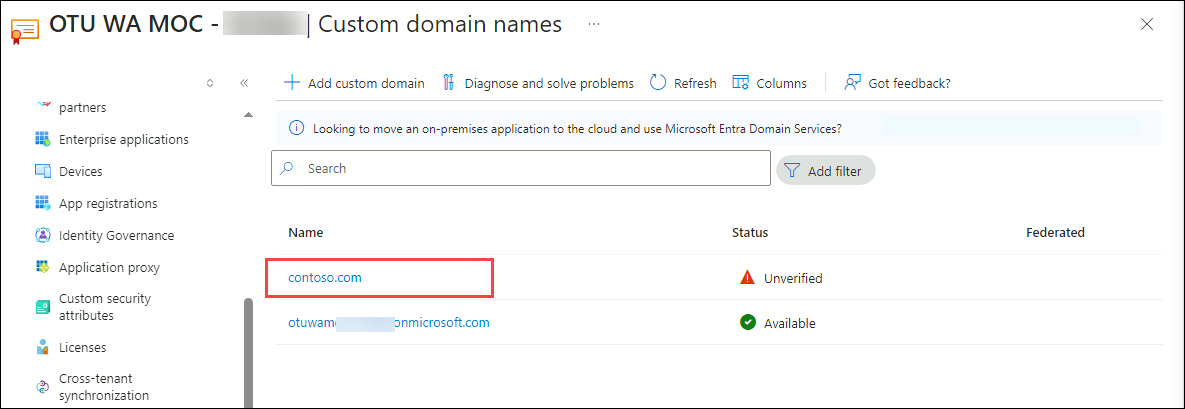 OTU WA MOC - | Custom domain names ...
Add custom domain Diagnose and solve problems Refresh Columns Got feedback?
partners
Enterprise applications
Devices
App registrations
Identity Governance
Application proxy
Custom security
attributes
Licenses
Cross-tenant
synchronization
Looking to move an on-premises application to the cloud and use Microsoft Entra Domain Services?
Search
Add filter
Name Status Federated
contoso.com Unverified
otuwam onmicrosoft.com Available